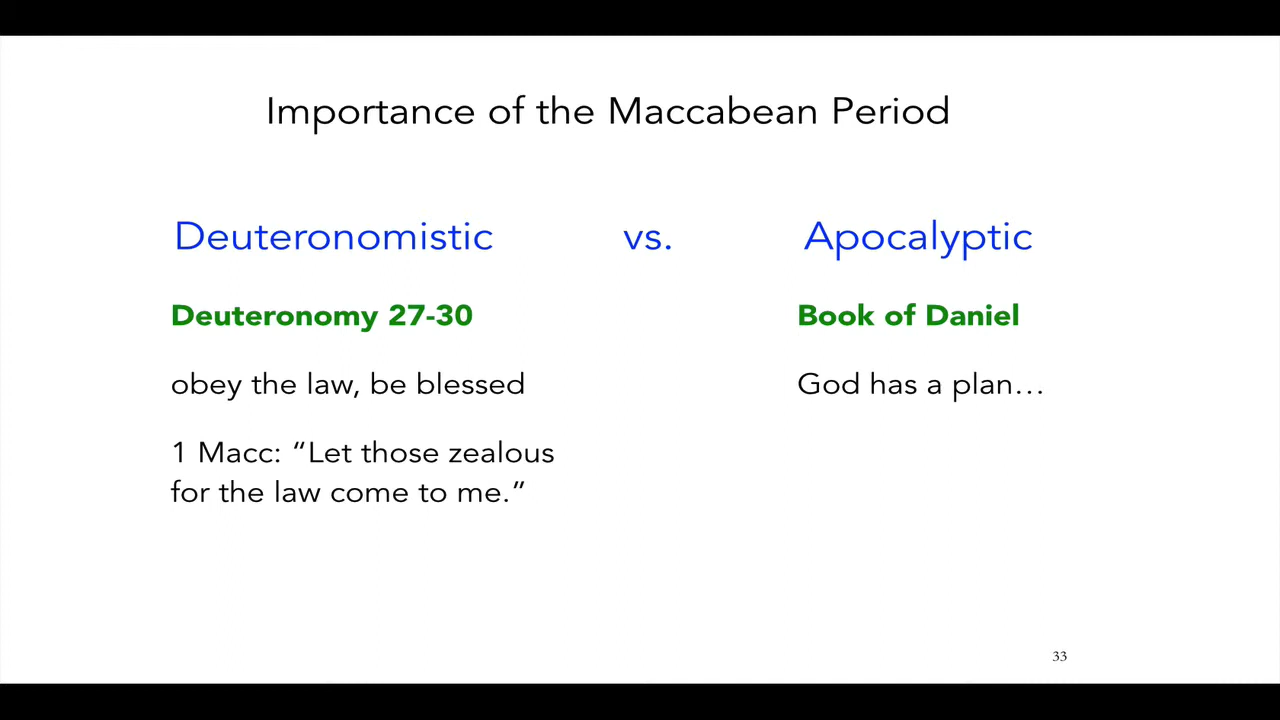 Importance of the Maccabean Period
Deuteronomistic vs. Apocalyptic
Deuteronomy 27-30
Book of Daniel
obey the law, be blessed
God has a plan…
1 Macc: “Let those zealous
for the law come to me.”
33